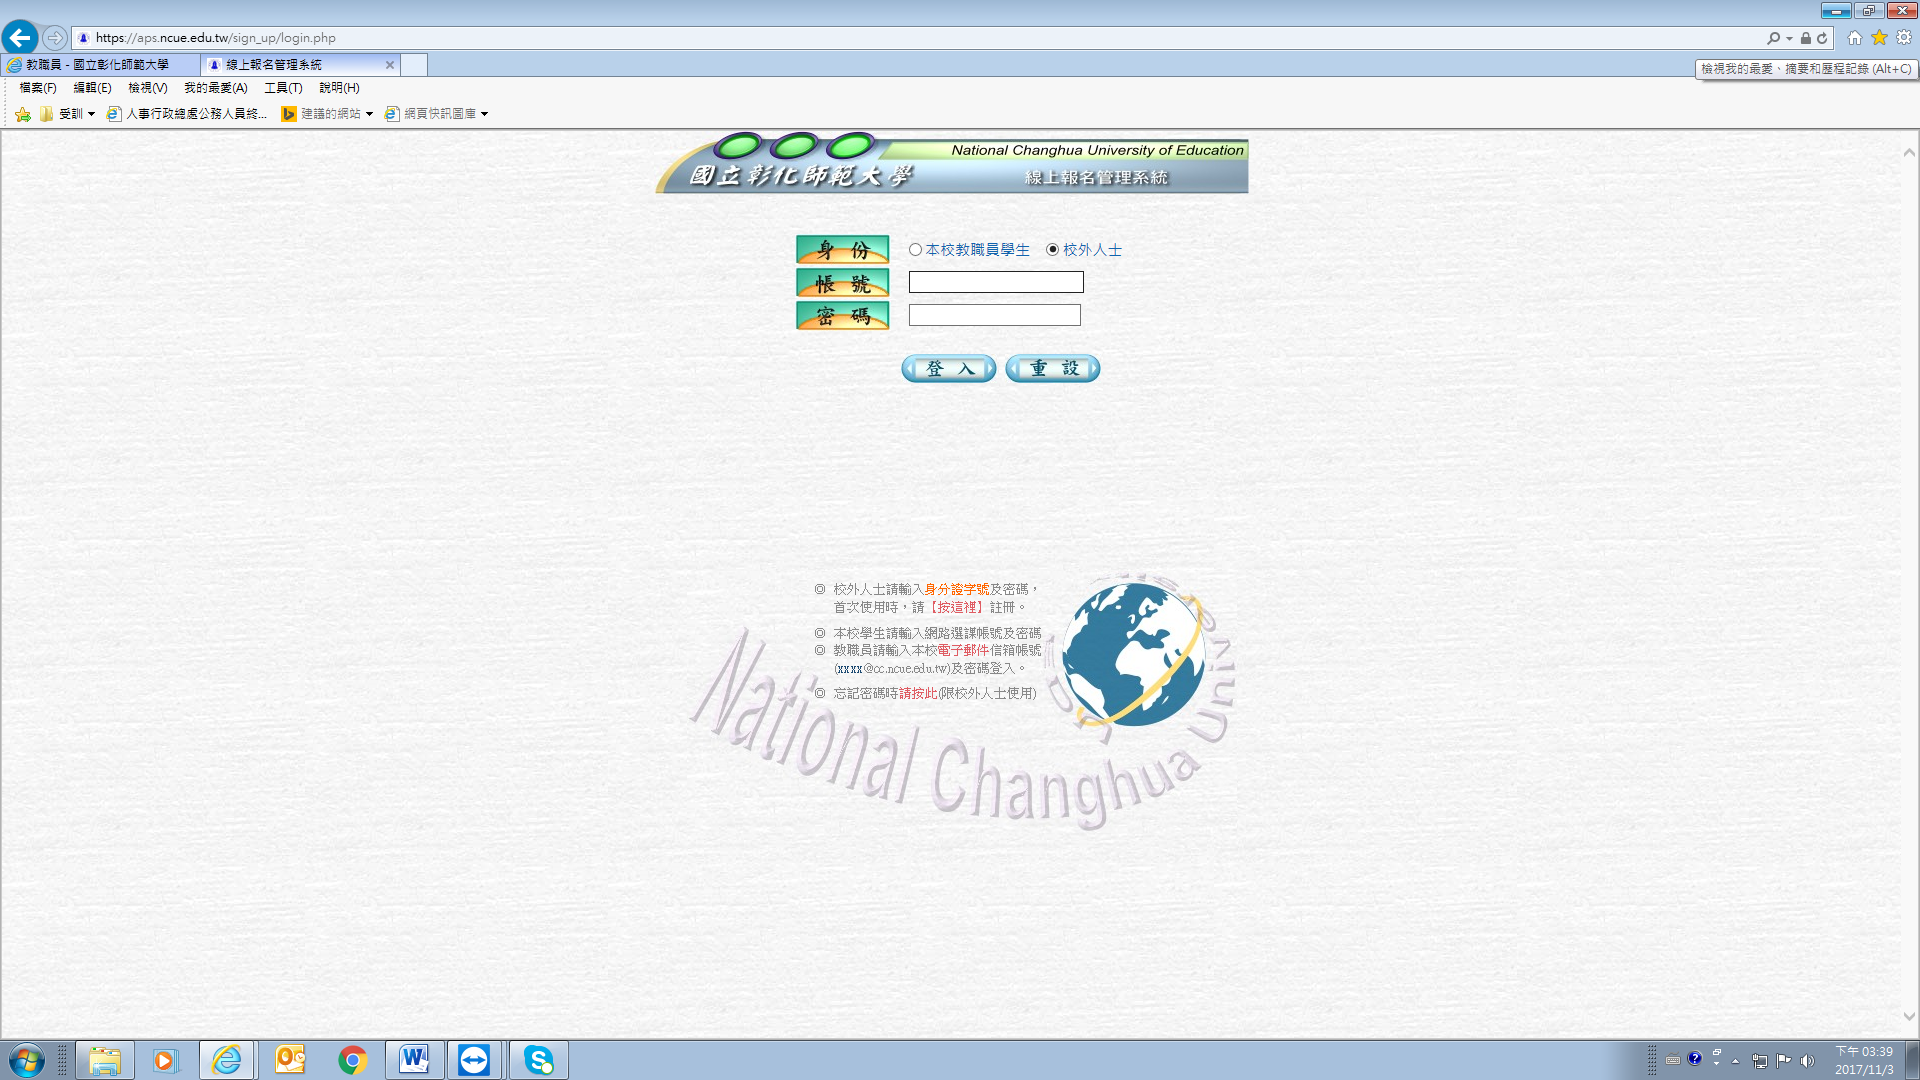 https://aps.ncue.edu.tw/sign_up/login.php
教職員 - 國立彰化師範大學
線上報名管理系統
檢視我的最愛、摘要和歷程記錄 (Alt+C)
檔案(F) 編輯(E) 檢視(V) 我的最愛(A) 工具(T) 說明(H)
受訓 人事行政總處公務人員終... 建議的網站 網頁快訊圖庫
National Changhua University of Education
國立彰化師範大學 線上報名管理系統
身 份 本校教職員學生 校外人士
帳 號
密 碼
登 入 重 設
◎ 校外人士請輸入身分證字號及密碼，
首次使用時，請【按這裡】註冊。
◎ 本校學生請輸入網路選課帳號及密碼
◎ 教職員請輸入本校電子郵件信箱帳號
(xxxx@cc.ncue.edu.tw)及密碼登入。
◎ 忘記密碼時請按此(限校外人士使用)
National Changhua Unive
下午 03:39
2017/11/3